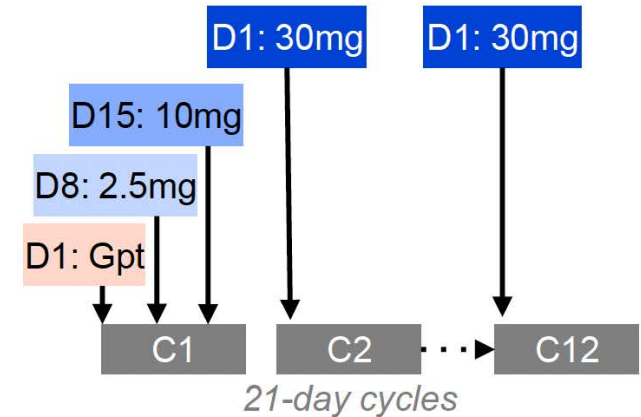 D1: 30mg
D1: 30mg
D15: 10mg
D8: 2.5mg
D1: Gpt
C1
C2
C12
21-day cycles